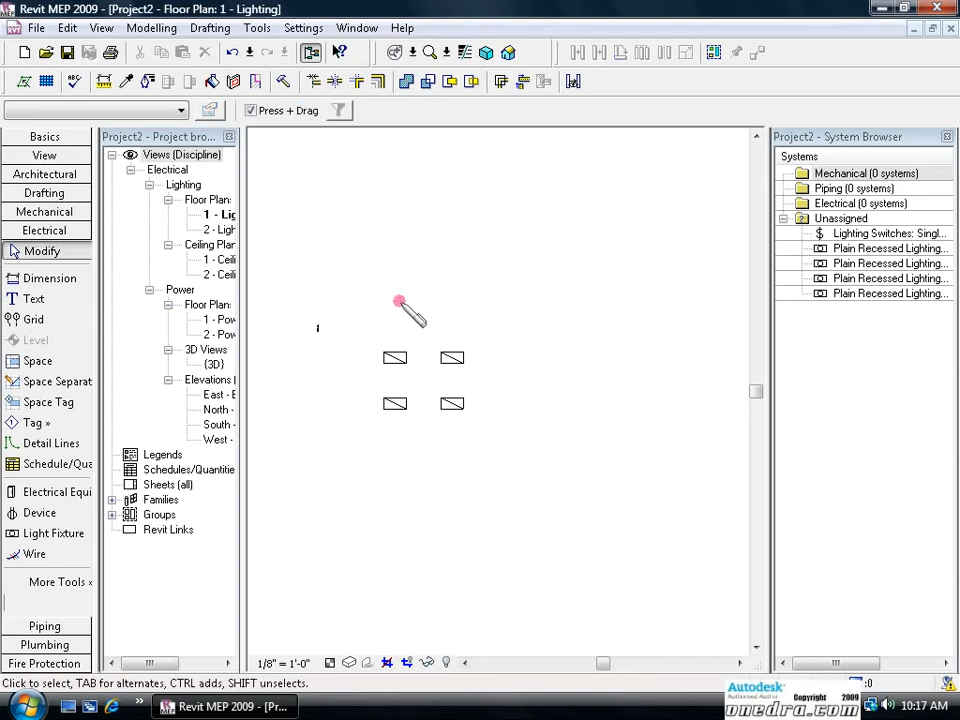 Revit MEP 2009 - [Project2 - Floor Plan: 1 - Lighting]
File Edit View Modelling Drafting Tools Settings Window Help
Press + Drag
Basics
View
Architectural
Drafting
Mechanical
Electrical
Modify
Dimension
Text
Grid
Level
Space
Space Separat
Space Tag
Tag »
Detail Lines
Schedule/Qua
Electrical Equi
Device
Light Fixture
Wire
More Tools »
Piping
Plumbing
Fire Protection
Project2 - Project bro...
Views (Discipline)
Electrical
Lighting
Floor Plan:
1 - Lig
2 - Ligh
Ceiling Plan
1 - Ceili
2 - Ceili
Power
Floor Plan:
1 - Pow
2 - Pow
3D Views
{3D}
Elevations (
East - E
North -
South -
West -
Legends
Schedules/Quantitie
Sheets (all)
Families
Groups
Revit Links
1/8" = 1'-0"
Project2 - System Browser
Systems
Mechanical (0 systems)
Piping (0 systems)
Electrical (0 systems)
Unassigned
Lighting Switches: Singl...
Plain Recessed Lighting...
Plain Recessed Lighting...
Plain Recessed Lighting...
Plain Recessed Lighting...
Click to select, TAB for alternates, CTRL adds, SHIFT unselects.
:0
Revit MEP 2009 - [Pr...
Autodesk Copyright 2009
onedra.com
10:17 AM